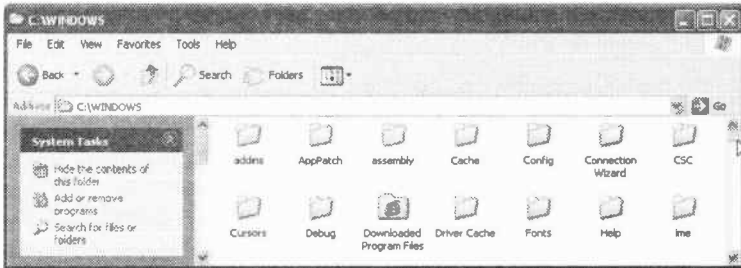 C:\WINDOWS
File Edit View Favorites Tools Help
Back Search Folders
Address C:\WINDOWS Go
System Tasks
Hide the contents of
this folder
Add or remove
programs
Search for files or
folders
addins AppPatch assembly Cache Config Connection Wizard CSC
Cursors Debug Downloaded Program Files Driver Cache Fonts Help ime